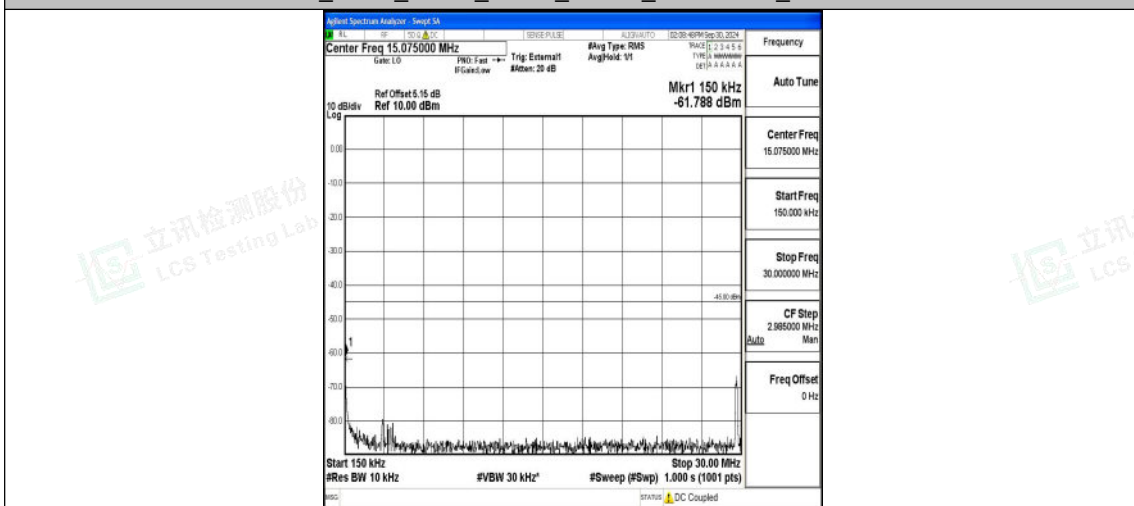 Agilent Spectrum Analyzer - Swept SA
RL RF 50 Ω DC SENSE:PULSE ALIGNAUTO 02:08:48PM Sep 30, 2024
Center Freq 15.075000 MHz
Gate: LO
PNO: Fast
IFGain:Low
Trig: External1
#Atten: 20 dB
#Avg Type: RMS
Avg|Hold: 1/1
TRACE 1 2 3 4 5 6
TYPE
DET A A A A A A
Ref Offset 6.15 dB
10 dB/div Ref 10.00 dBm
Log
Mkr1 150 kHz
-61.788 dBm
0.00
-10.0
-20.0
-30.0
-40.0
-50.0
-60.0
-70.0
-80.0
1
Start 150 kHz
#Res BW 10 kHz
#VBW 30 kHz*
Stop 30.00 MHz
#Sweep (#Swp) 1.000 s (1001 pts)
MSG
STATUS DC Coupled
Frequency
Auto Tune
Center Freq
15.075000 MHz
Start Freq
150.000 kHz
Stop Freq
30.000000 MHz
CF Step
2.985000 MHz
Auto Man
Freq Offset
0 Hz
立讯检测股份
LCS Testing Lab
立讯
LCS